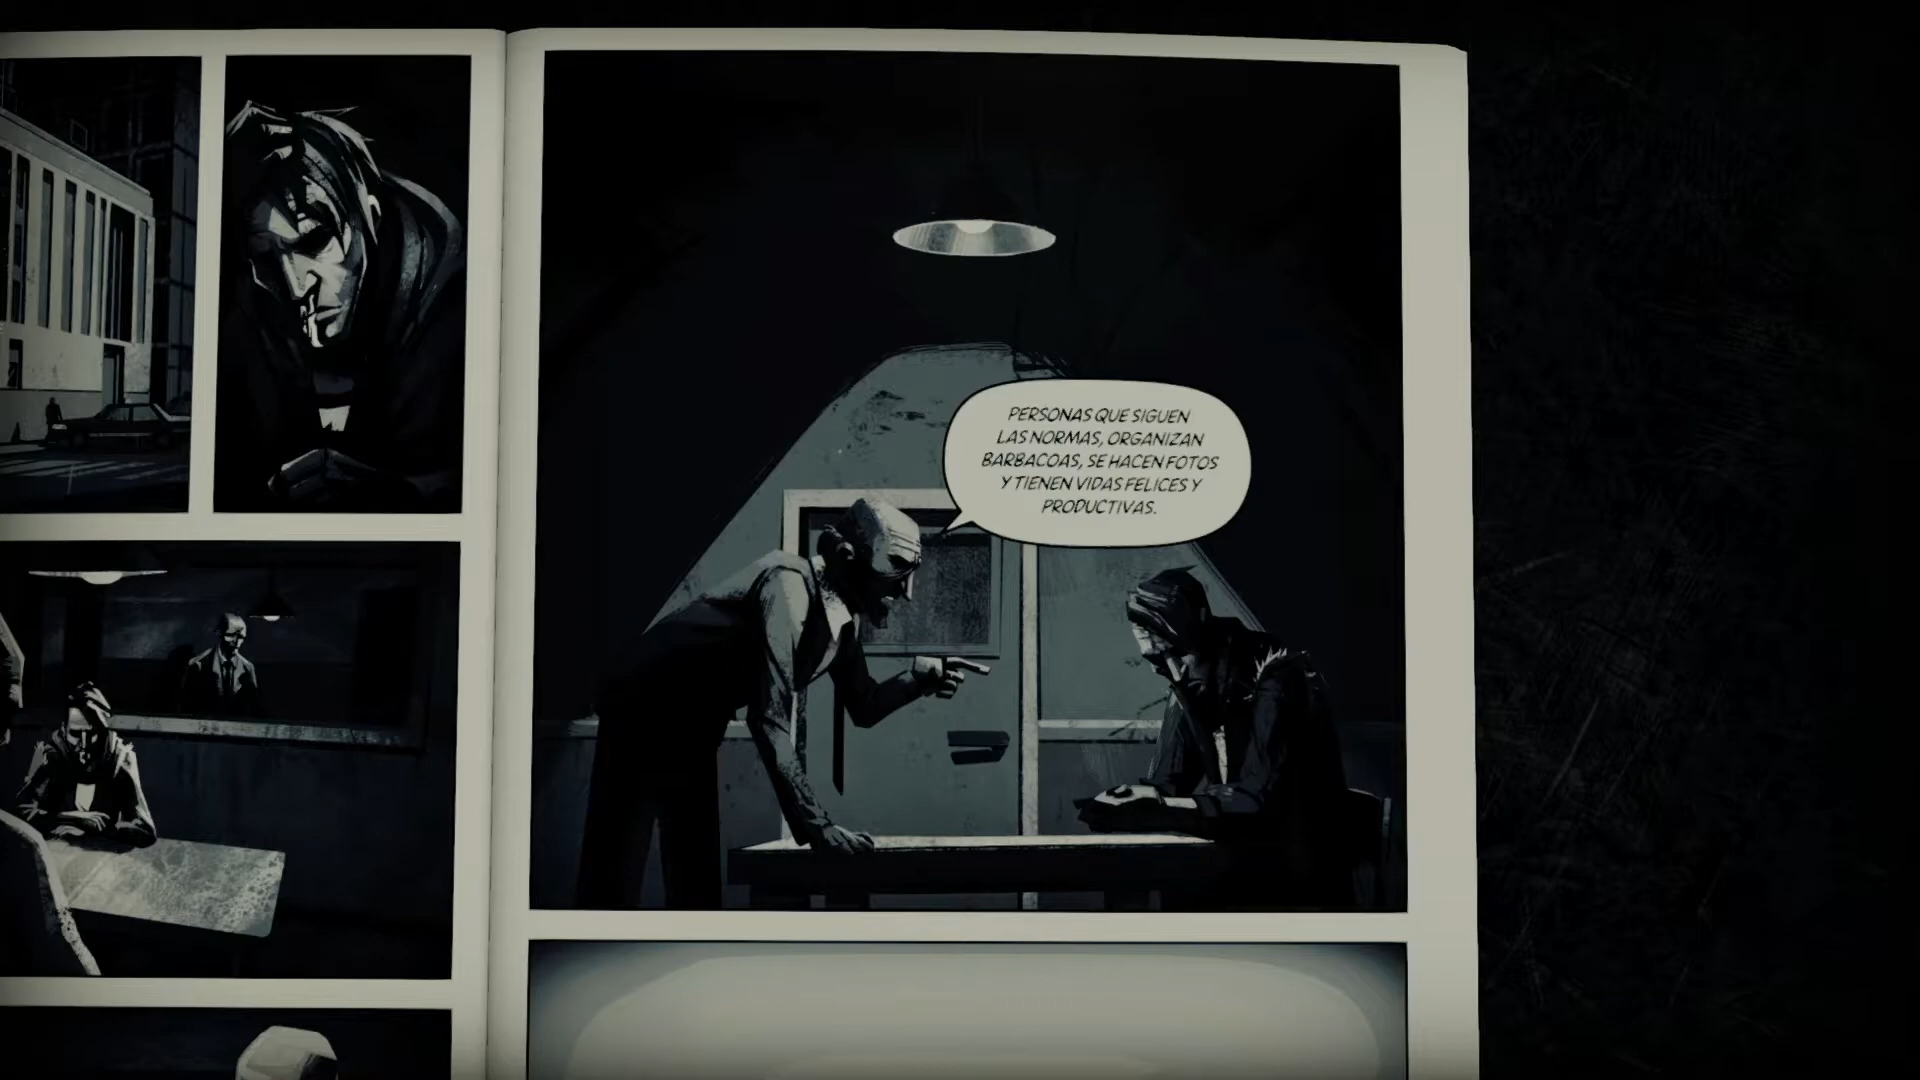 PERSONAS QUE SIGUEN
LAS NORMAS, ORGANIZAN
BARBACOAS, SE HACEN FOTOS
Y TIENEN VIDAS FELICES Y
PRODUCTIVAS.